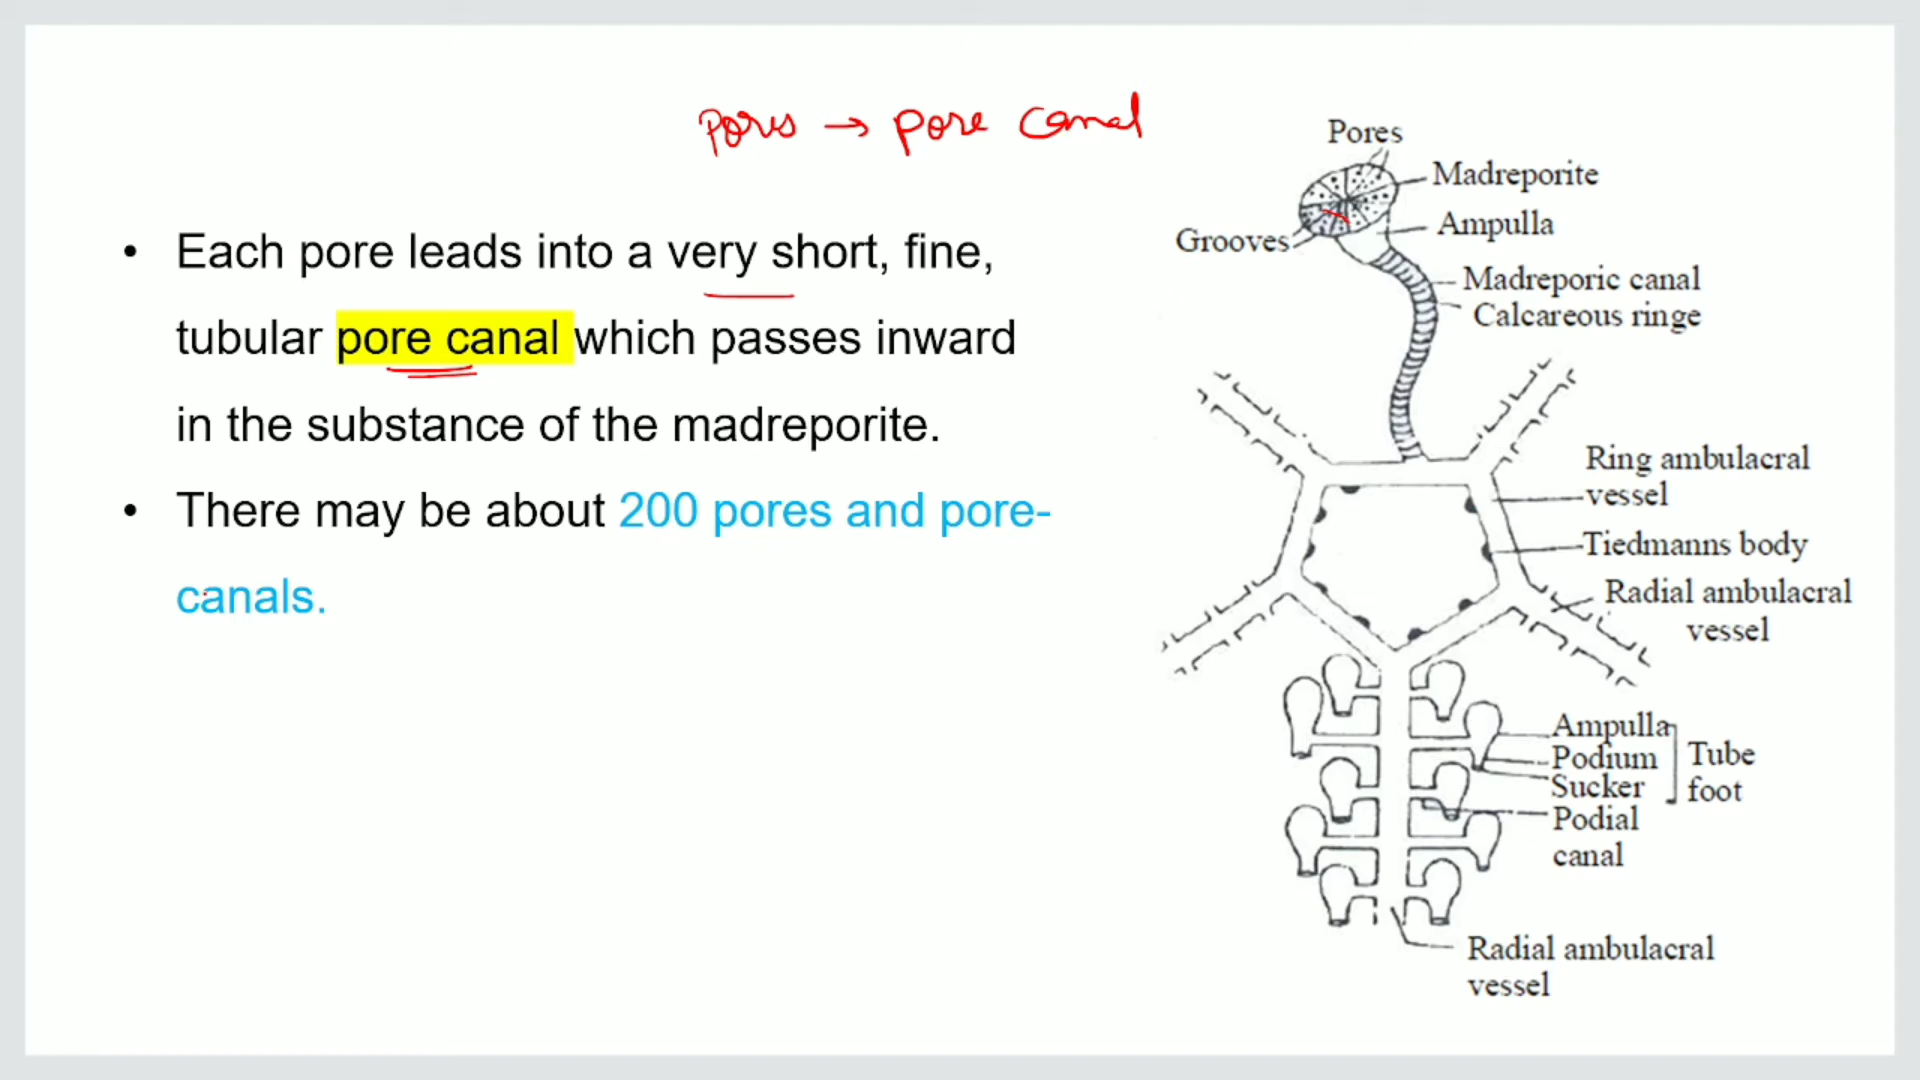 Pores → Pore Canal
• Each pore leads into a very short, fine,
tubular pore canal which passes inward
in the substance of the madreporite.
• There may be about 200 pores and pore-
canals.
Pores
Madreporite
Ampulla
Grooves
Madreporic canal
Calcareous ringe
Ring ambulacral
vessel
Tiedmanns body
Radial ambulacral
vessel
Ampulla
Podium
Sucker
Tube
foot
Podial
canal
Radial ambulacral
vessel